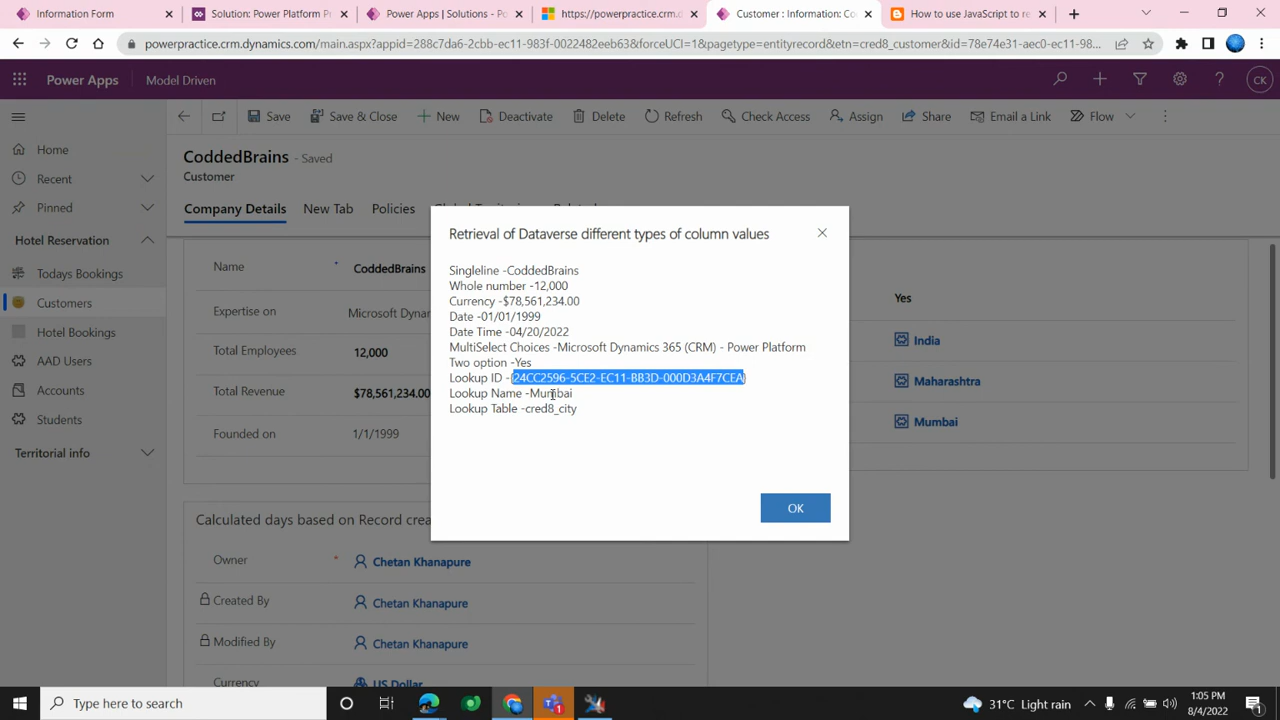 Information Form
Solution: Power Platform P
Power Apps | Solutions - P
https://powerpractice.crm.d
Customer : Information: Co
How to use JavaScript to re
powerpractice.crm.dynamics.com/main.aspx?appid=288c7da6-2cbb-ec11-983f-0022482eeb63&forceUCI=1&pagetype=entityrecord&etn=cred8_customer&id=78e74e31-aec0-ec11-98...
Power Apps
Model Driven
CK
Save
Save & Close
New
Deactivate
Delete
Refresh
Check Access
Assign
Share
Email a Link
Flow
Home
Recent
Pinned
Hotel Reservation
Todays Bookings
Customers
Hotel Bookings
AAD Users
Accounts
Students
Territorial info
CoddedBrains - Saved
Customer
Company Details
New Tab
Policies
Name
CoddedBrains
Expertise on
Microsoft Dynar
Total Employees
12,000
Total Revenue
$78,561,234.00
Founded on
1/1/1999
Yes
India
Maharashtra
Mumbai
Retrieval of Dataverse different types of column values
Singleline -CoddedBrains
Whole number -12,000
Currency -$78,561,234.00
Date -01/01/1999
Date Time -04/20/2022
MultiSelect Choices -Microsoft Dynamics 365 (CRM) - Power Platform
Two option -Yes
Lookup ID -{24CC2596-5CE2-EC11-BB3D-000D3A4F7CEA}
Lookup Name -Mumbai
Lookup Table -cred8_city
OK
Calculated days based on Record crea
Owner
Chetan Khanapure
Created By
Chetan Khanapure
Modified By
Chetan Khanapure
Currency
US Dollar
Type here to search
31°C Light rain
1:05 PM
8/4/2022